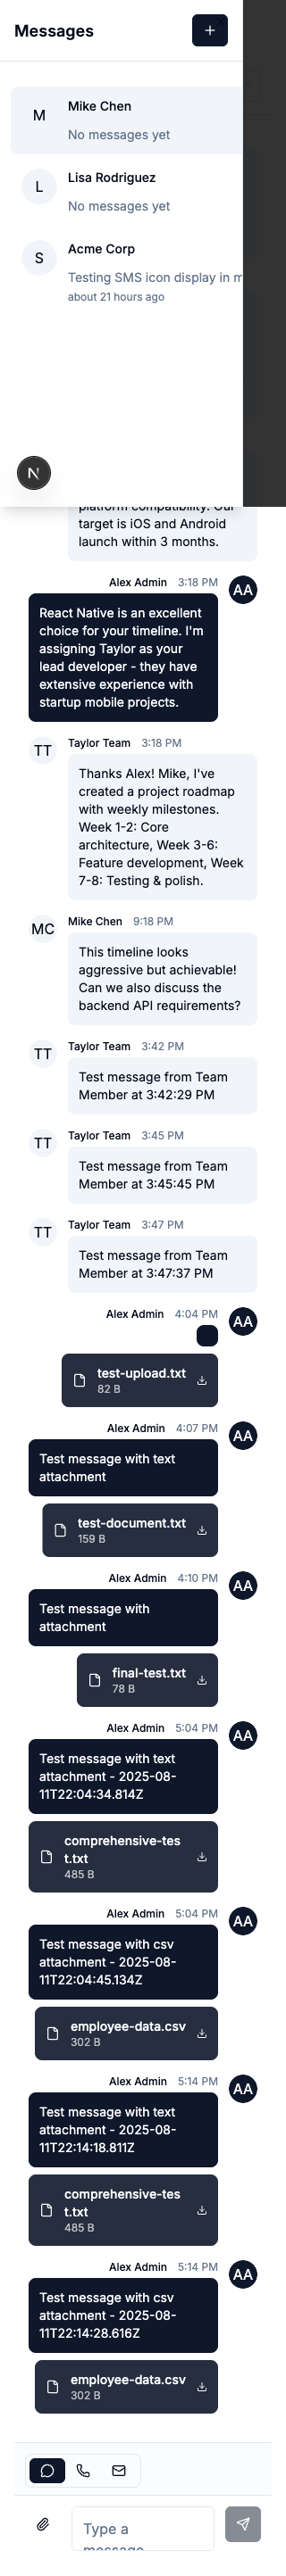 Messages
M
Mike Chen
No messages yet
L
Lisa Rodriguez
No messages yet
S
Acme Corp
Testing SMS icon display in m
about 21 hours ago
N
platform compatibility. Our
target is iOS and Android
launch within 3 months.
Alex Admin 3:18 PM
AA
React Native is an excellent
choice for your timeline. I'm
assigning Taylor as your
lead developer - they have
extensive experience with
startup mobile projects.
TT
Taylor Team 3:18 PM
Thanks Alex! Mike, I've
created a project roadmap
with weekly milestones.
Week 1-2: Core
architecture, Week 3-6:
Feature development, Week
7-8: Testing & polish.
MC
Mike Chen 9:18 PM
This timeline looks
aggressive but achievable!
Can we also discuss the
backend API requirements?
TT
Taylor Team 3:42 PM
Test message from Team
Member at 3:42:29 PM
TT
Taylor Team 3:45 PM
Test message from Team
Member at 3:45:45 PM
TT
Taylor Team 3:47 PM
Test message from Team
Member at 3:47:37 PM
Alex Admin 4:04 PM
AA
test-upload.txt
82 B
Alex Admin 4:07 PM
AA
Test message with text
attachment
test-document.txt
159 B
Alex Admin 4:10 PM
AA
Test message with
attachment
final-test.txt
78 B
Alex Admin 5:04 PM
AA
Test message with text
attachment - 2025-08-
11T22:04:34.814Z
comprehensive-tes
t.txt
485 B
Alex Admin 5:04 PM
AA
Test message with csv
attachment - 2025-08-
11T22:04:45.134Z
employee-data.csv
302 B
Alex Admin 5:14 PM
AA
Test message with text
attachment - 2025-08-
11T22:14:18.811Z
comprehensive-tes
t.txt
485 B
Alex Admin 5:14 PM
AA
Test message with csv
attachment - 2025-08-
11T22:14:28.616Z
employee-data.csv
302 B
Type a
message